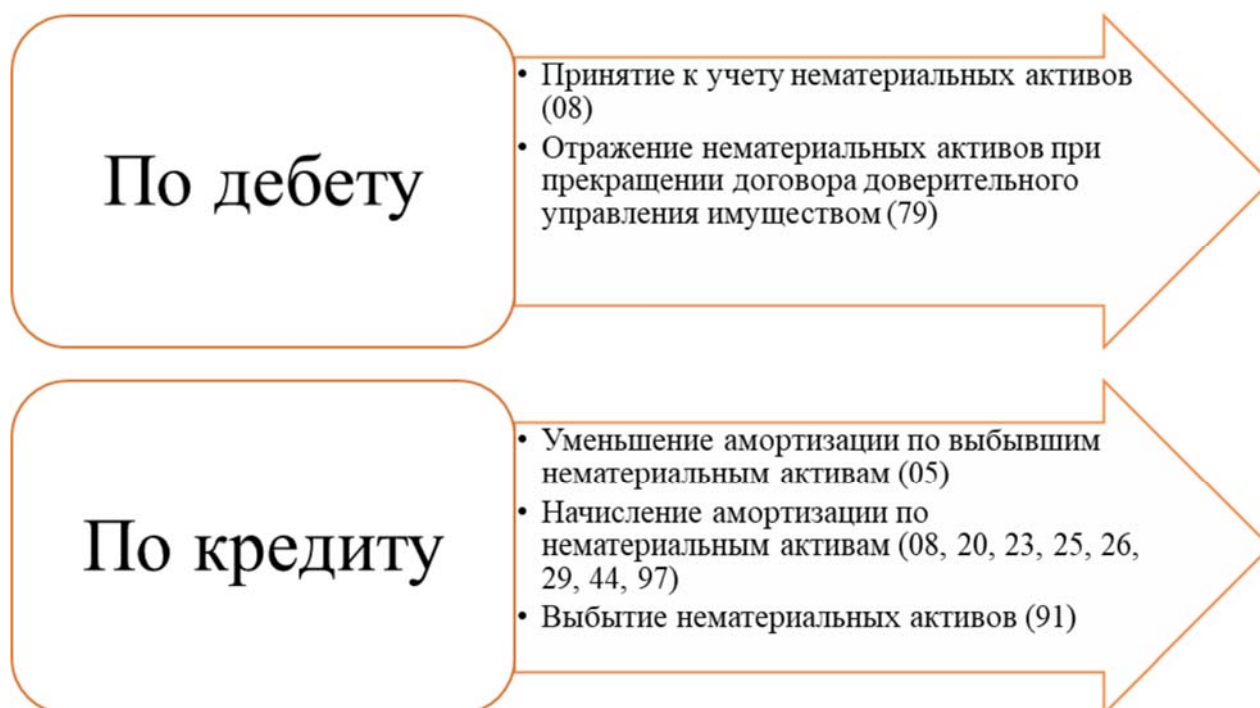 По дебету
• Принятие к учету нематериальных активов
(08)
• Отражение нематериальных активов при
прекращении договора доверительного
управления имуществом (79)
По кредиту
• Уменьшение амортизации по выбывшим
нематериальным активам (05)
• Начисление амортизации по
нематериальным активам (08, 20, 23, 25, 26,
29, 44, 97)
• Выбытие нематериальных активов (91)